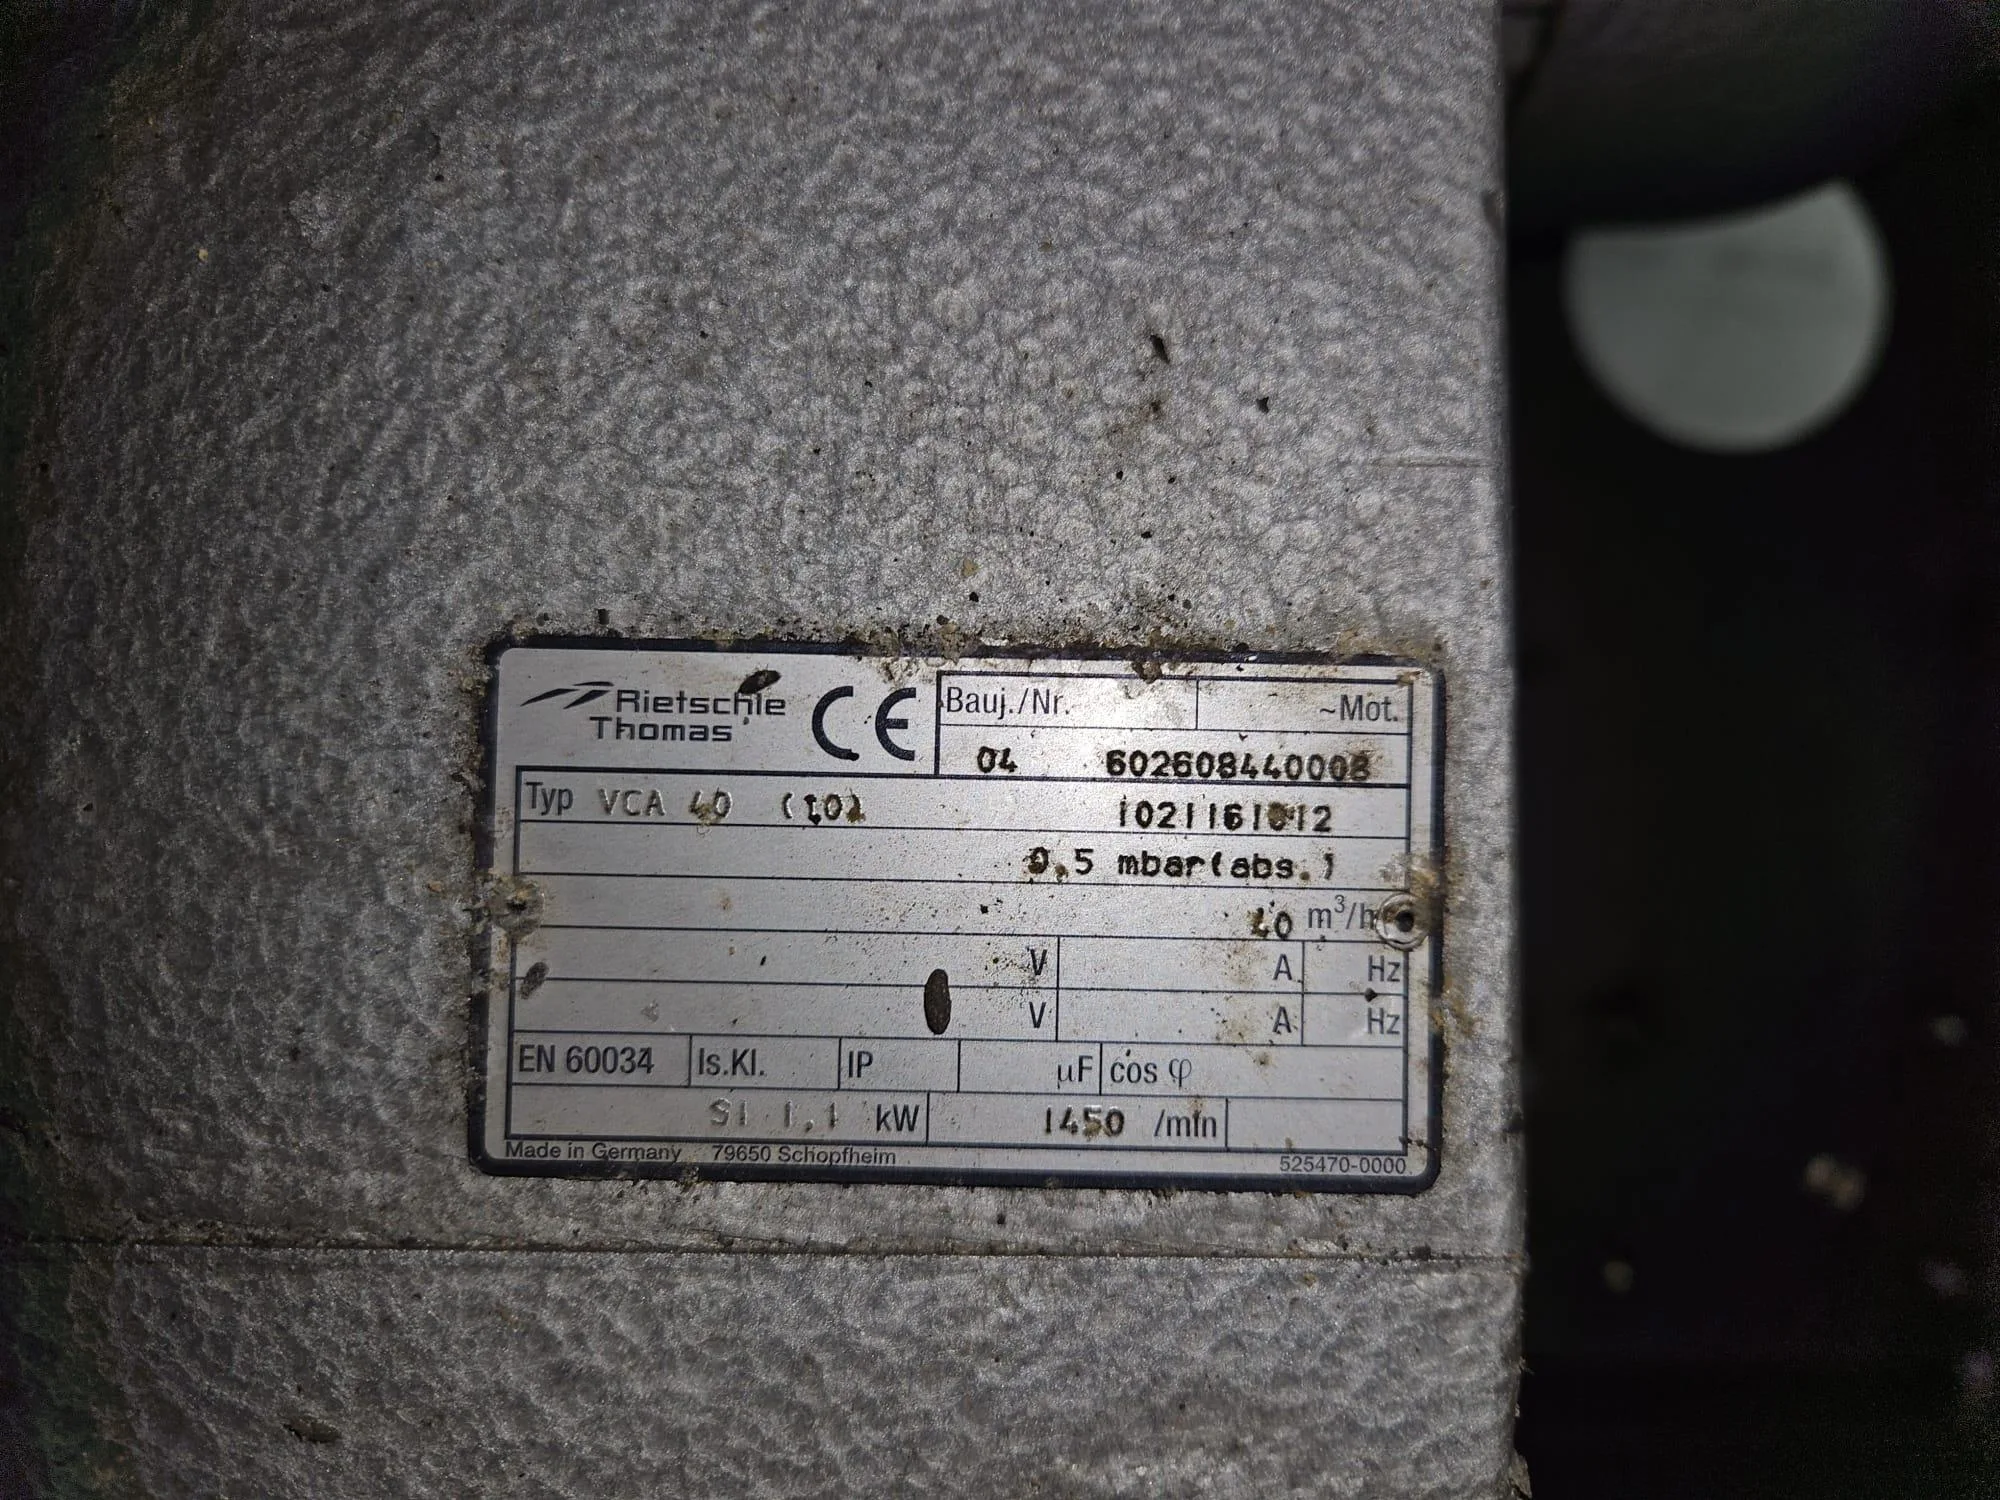 Rietschle
Thomas
CE
Bauj./Nr. ~Mot.
04 602608440008
Typ VCA 40 (10) 1021161012
0,5 mbar(abs.)
40 m³/h
V A Hz
V A Hz
EN 60034 Is.Kl. IP µF cos φ
S1 1,1 kW 1450 /min
Made in Germany 79650 Schopfheim 525470-0000